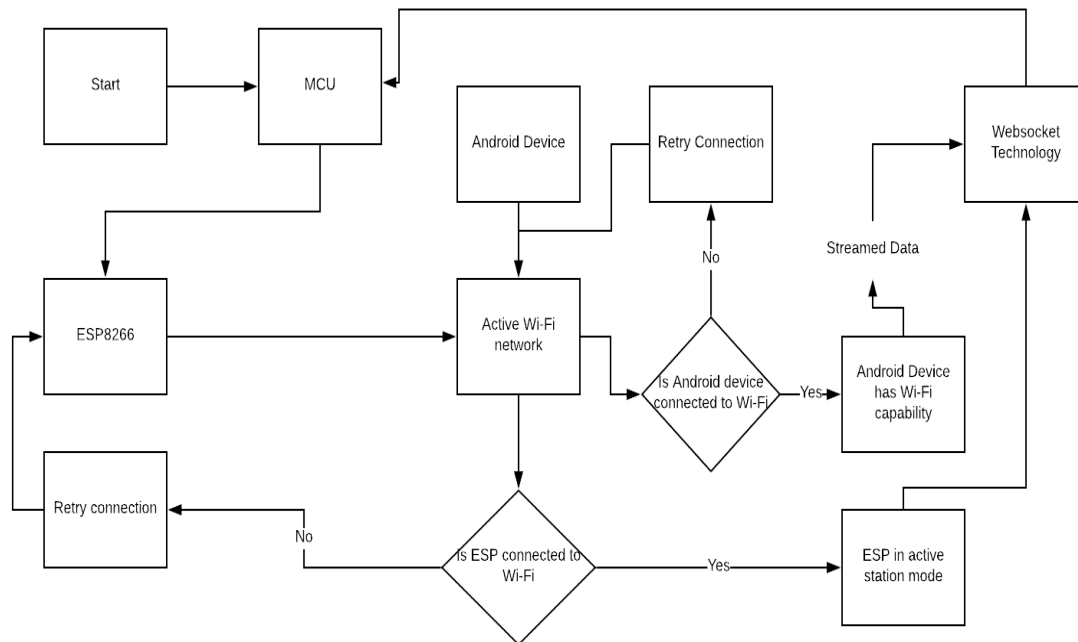 Start
MCU
Android Device
Retry Connection
Websocket
Technology
Streamed Data
No
ESP8266
Active Wi-Fi
network
Is Android device
connected to Wi-Fi
Yes
Android Device
has Wi-Fi
capability
Retry connection
No
Is ESP connected to
Wi-Fi
Yes
ESP in active
station mode